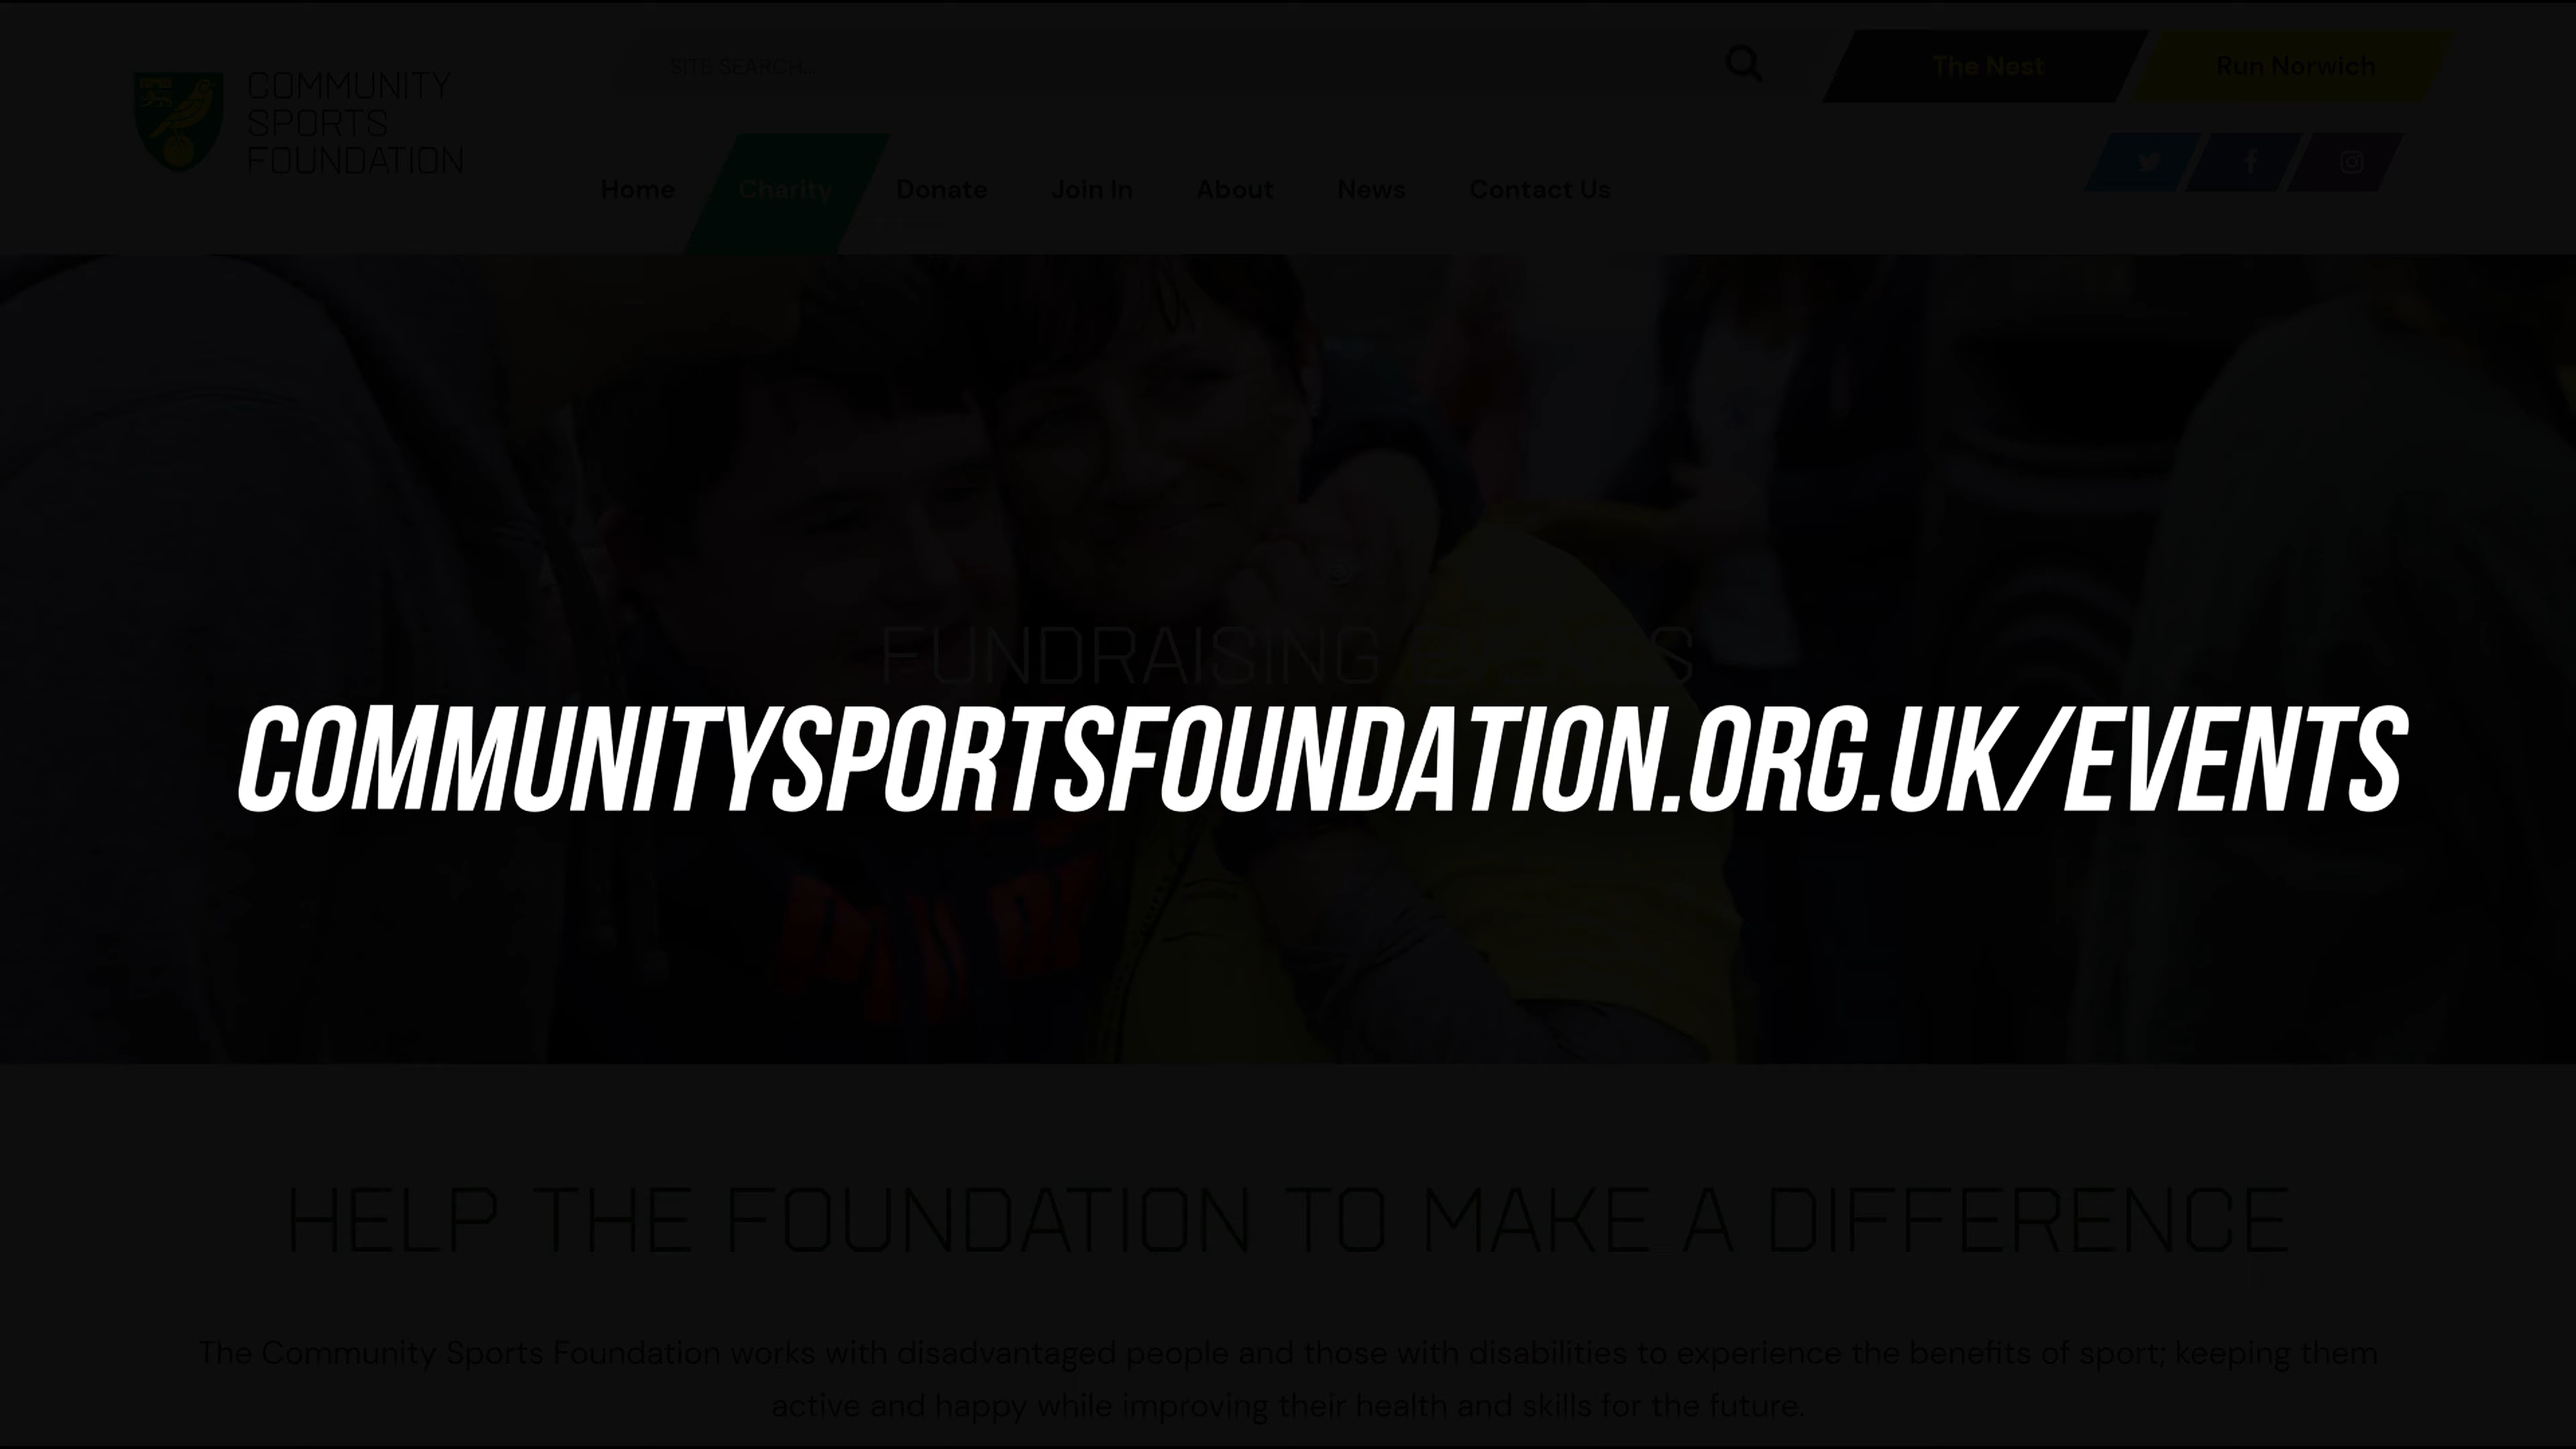 SITE SEARCH...
The Nest
Run Norwich
COMMUNITY
SPORTS
FOUNDATION
Home Charity Donate Join In About News Contact Us
FUNDRAISING
COMMUNITYSPORTSFOUNDATION.ORG.UK/EVENTS
HELP THE FOUNDATION TO MAKE A DIFFERENCE
The Community Sports Foundation works with disadvantaged people and those with disabilities to experience the benefits of sport; keeping them
active and happy while improving their health and skills for the future.